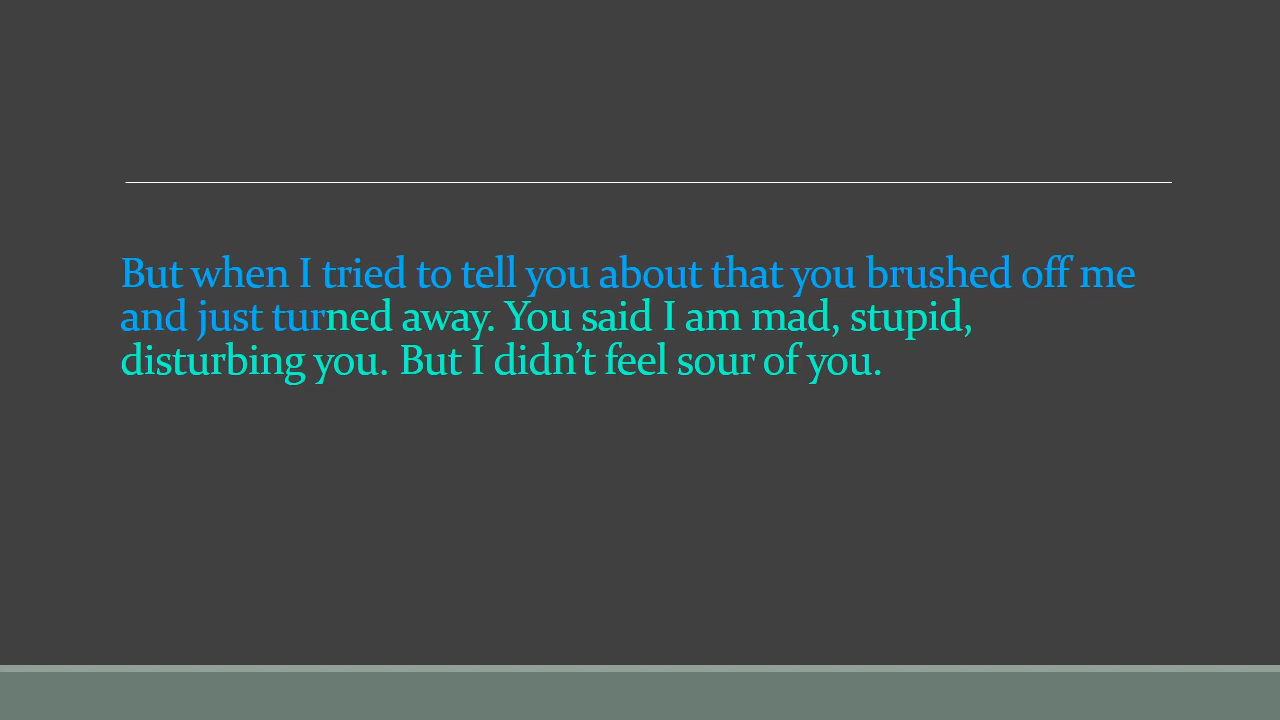 But when I tried to tell you about that you brushed off me
and just turned away. You said I am mad, stupid,
disturbing you. But I didn’t feel sour of you.